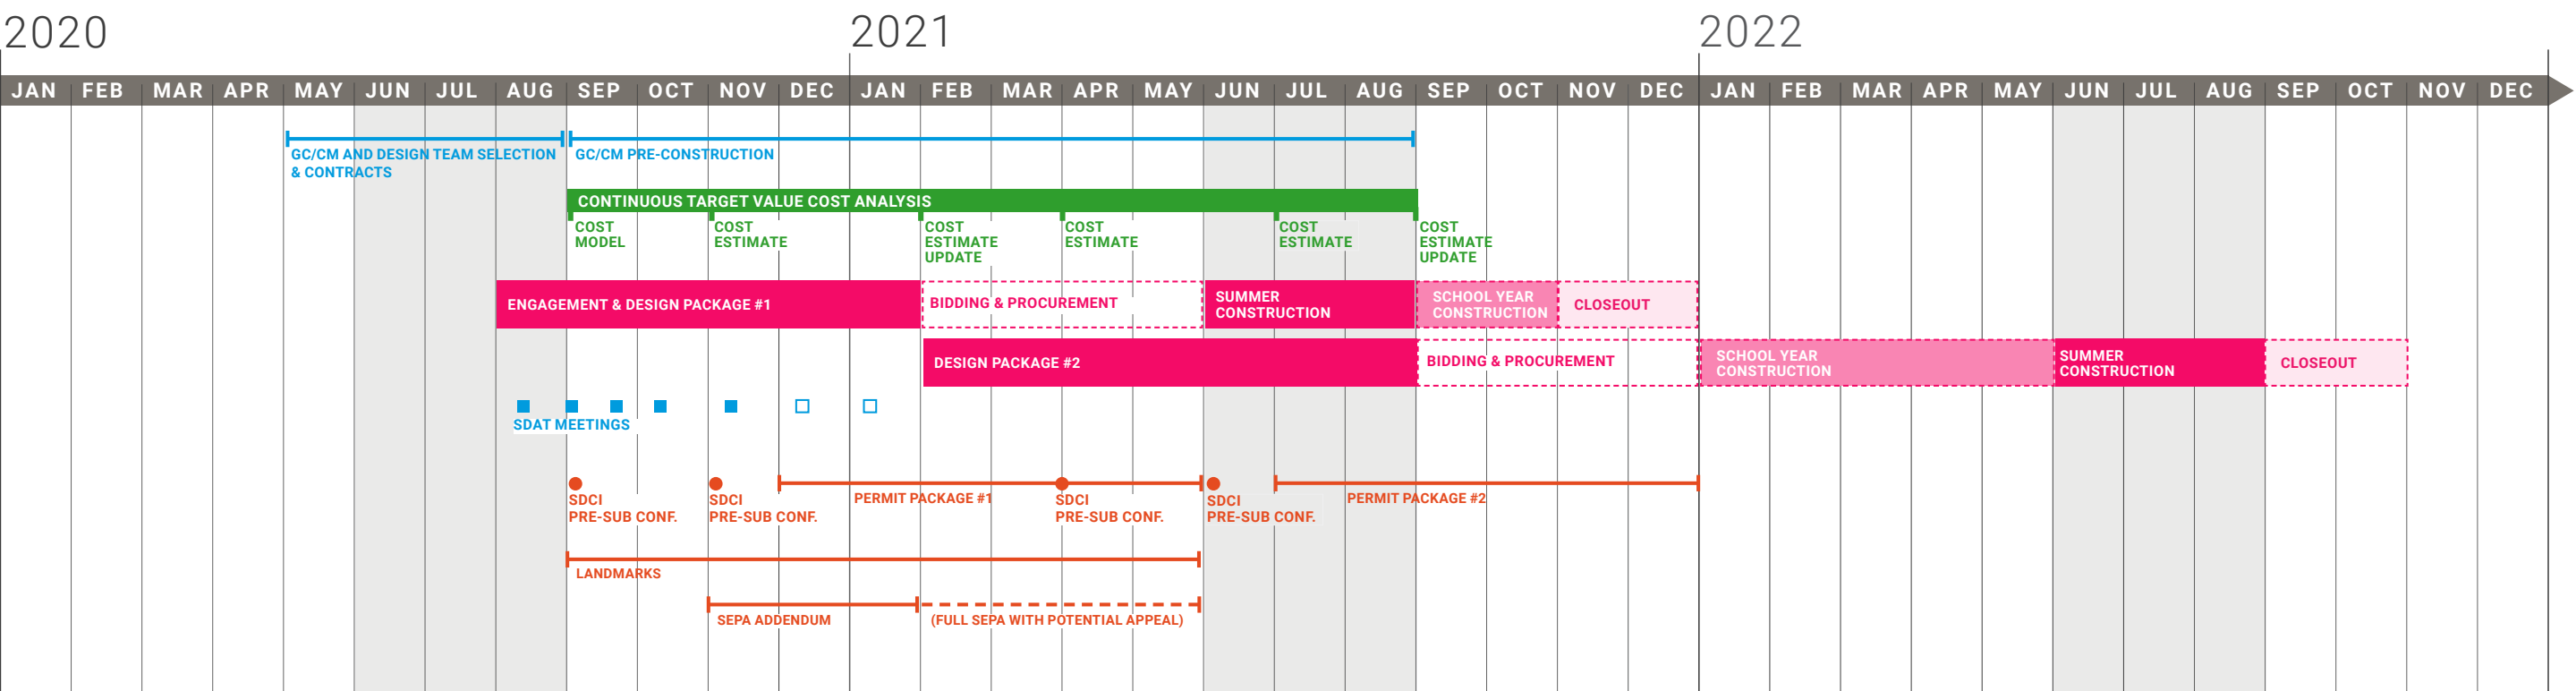 2020 2021 2022
JAN FEB MAR APR MAY JUN JUL AUG SEP OCT NOV DEC JAN FEB MAR APR MAY JUN JUL AUG SEP OCT NOV DEC JAN FEB MAR APR MAY JUN JUL AUG SEP OCT NOV DEC
GC/CM AND DESIGN TEAM SELECTION
& CONTRACTS
GC/CM PRE-CONSTRUCTION
CONTINUOUS TARGET VALUE COST ANALYSIS
COST
MODEL
COST
ESTIMATE
COST
ESTIMATE
UPDATE
COST
ESTIMATE
COST
ESTIMATE
COST
ESTIMATE
UPDATE
ENGAGEMENT & DESIGN PACKAGE #1
BIDDING & PROCUREMENT
SUMMER
CONSTRUCTION
SCHOOL YEAR
CONSTRUCTION
CLOSEOUT
DESIGN PACKAGE #2
BIDDING & PROCUREMENT
SCHOOL YEAR
CONSTRUCTION
SUMMER
CONSTRUCTION
CLOSEOUT
SDAT MEETINGS
SDCI
PRE-SUB CONF.
SDCI
PRE-SUB CONF.
PERMIT PACKAGE #1
SDCI
PRE-SUB CONF.
SDCI
PRE-SUB CONF.
PERMIT PACKAGE #2
LANDMARKS
SEPA ADDENDUM
(FULL SEPA WITH POTENTIAL APPEAL)